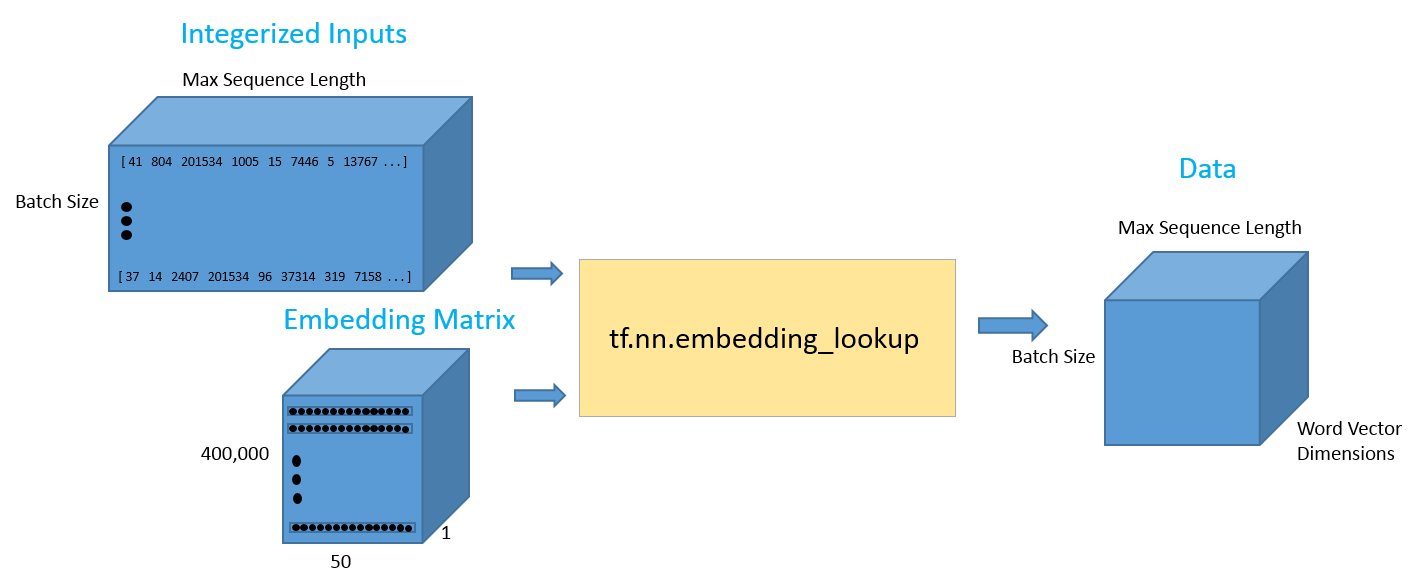 Integerized Inputs
Max Sequence Length
[ 41 804 201534 1005 15 7446 5 13767 ...]
Batch Size
[ 37 14 2407 201534 96 37314 319 7158 ...]
Embedding Matrix
400,000
1
50
tf.nn.embedding_lookup
Data
Max Sequence Length
Batch Size
Word Vector
Dimensions